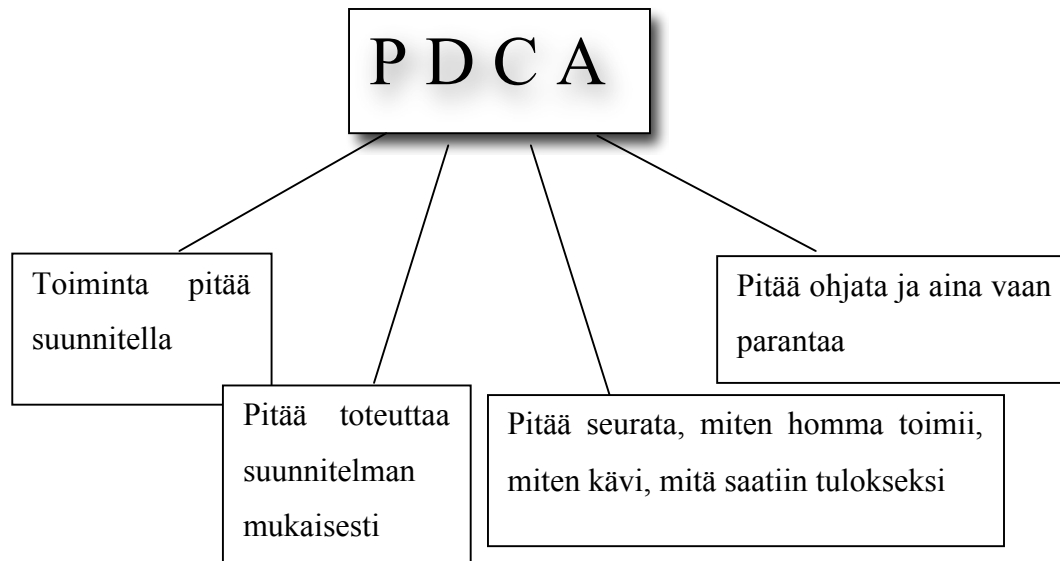 P D C A
Toiminta pitää
suunnitella
Pitää toteuttaa
suunnitelman
mukaisesti
Pitää seurata, miten homma toimii,
miten kävi, mitä saatiin tulokseksi
Pitää ohjata ja aina vaan
parantaa